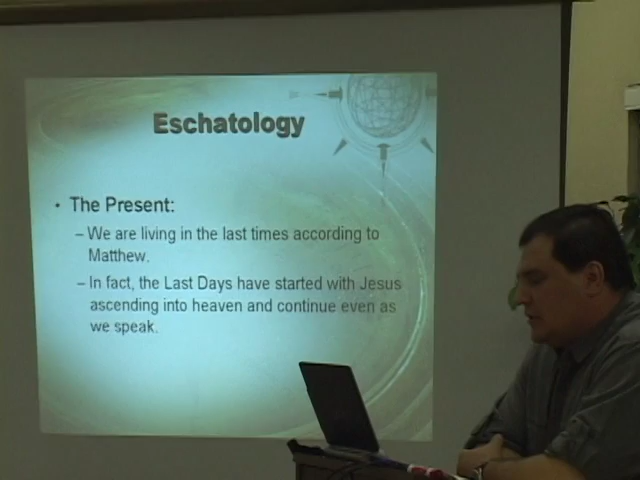 Eschatology
• The Present:
– We are living in the last times according to
Matthew.
– In fact, the Last Days have started with Jesus
ascending into heaven and continue even as
we speak.